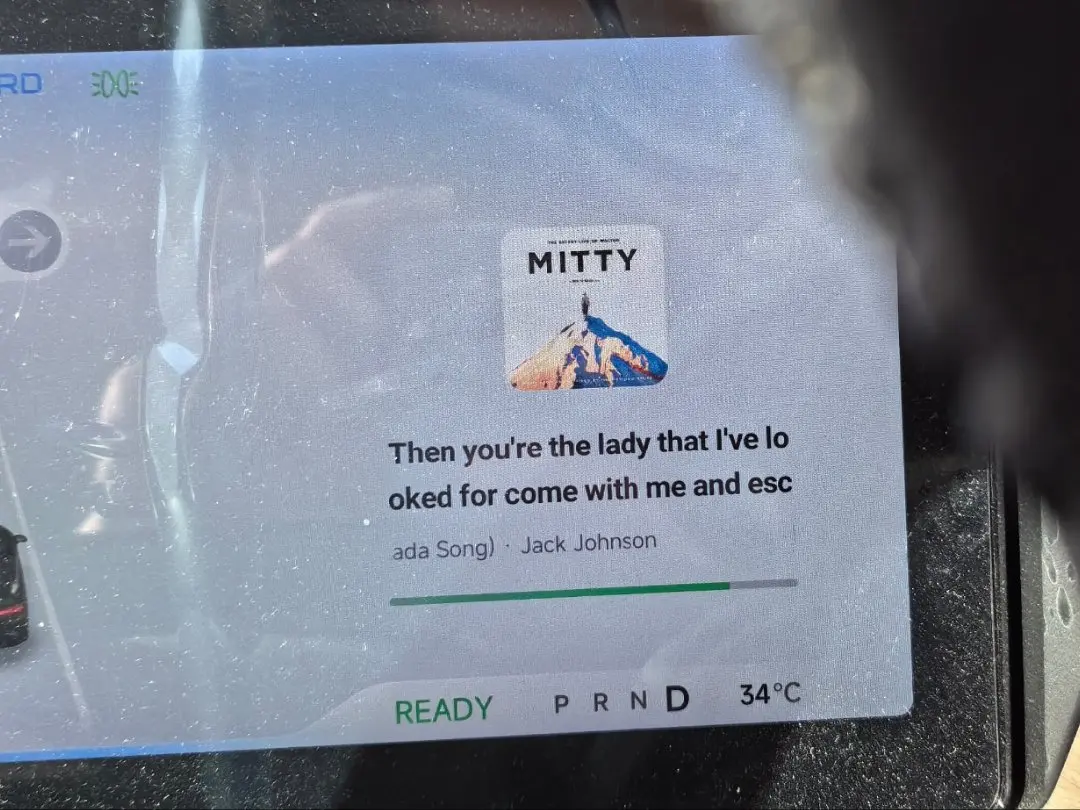 RD
MITTY
Then you're the lady that I've lo
oked for come with me and esc
ada Song) · Jack Johnson
READY P R N D 34°C